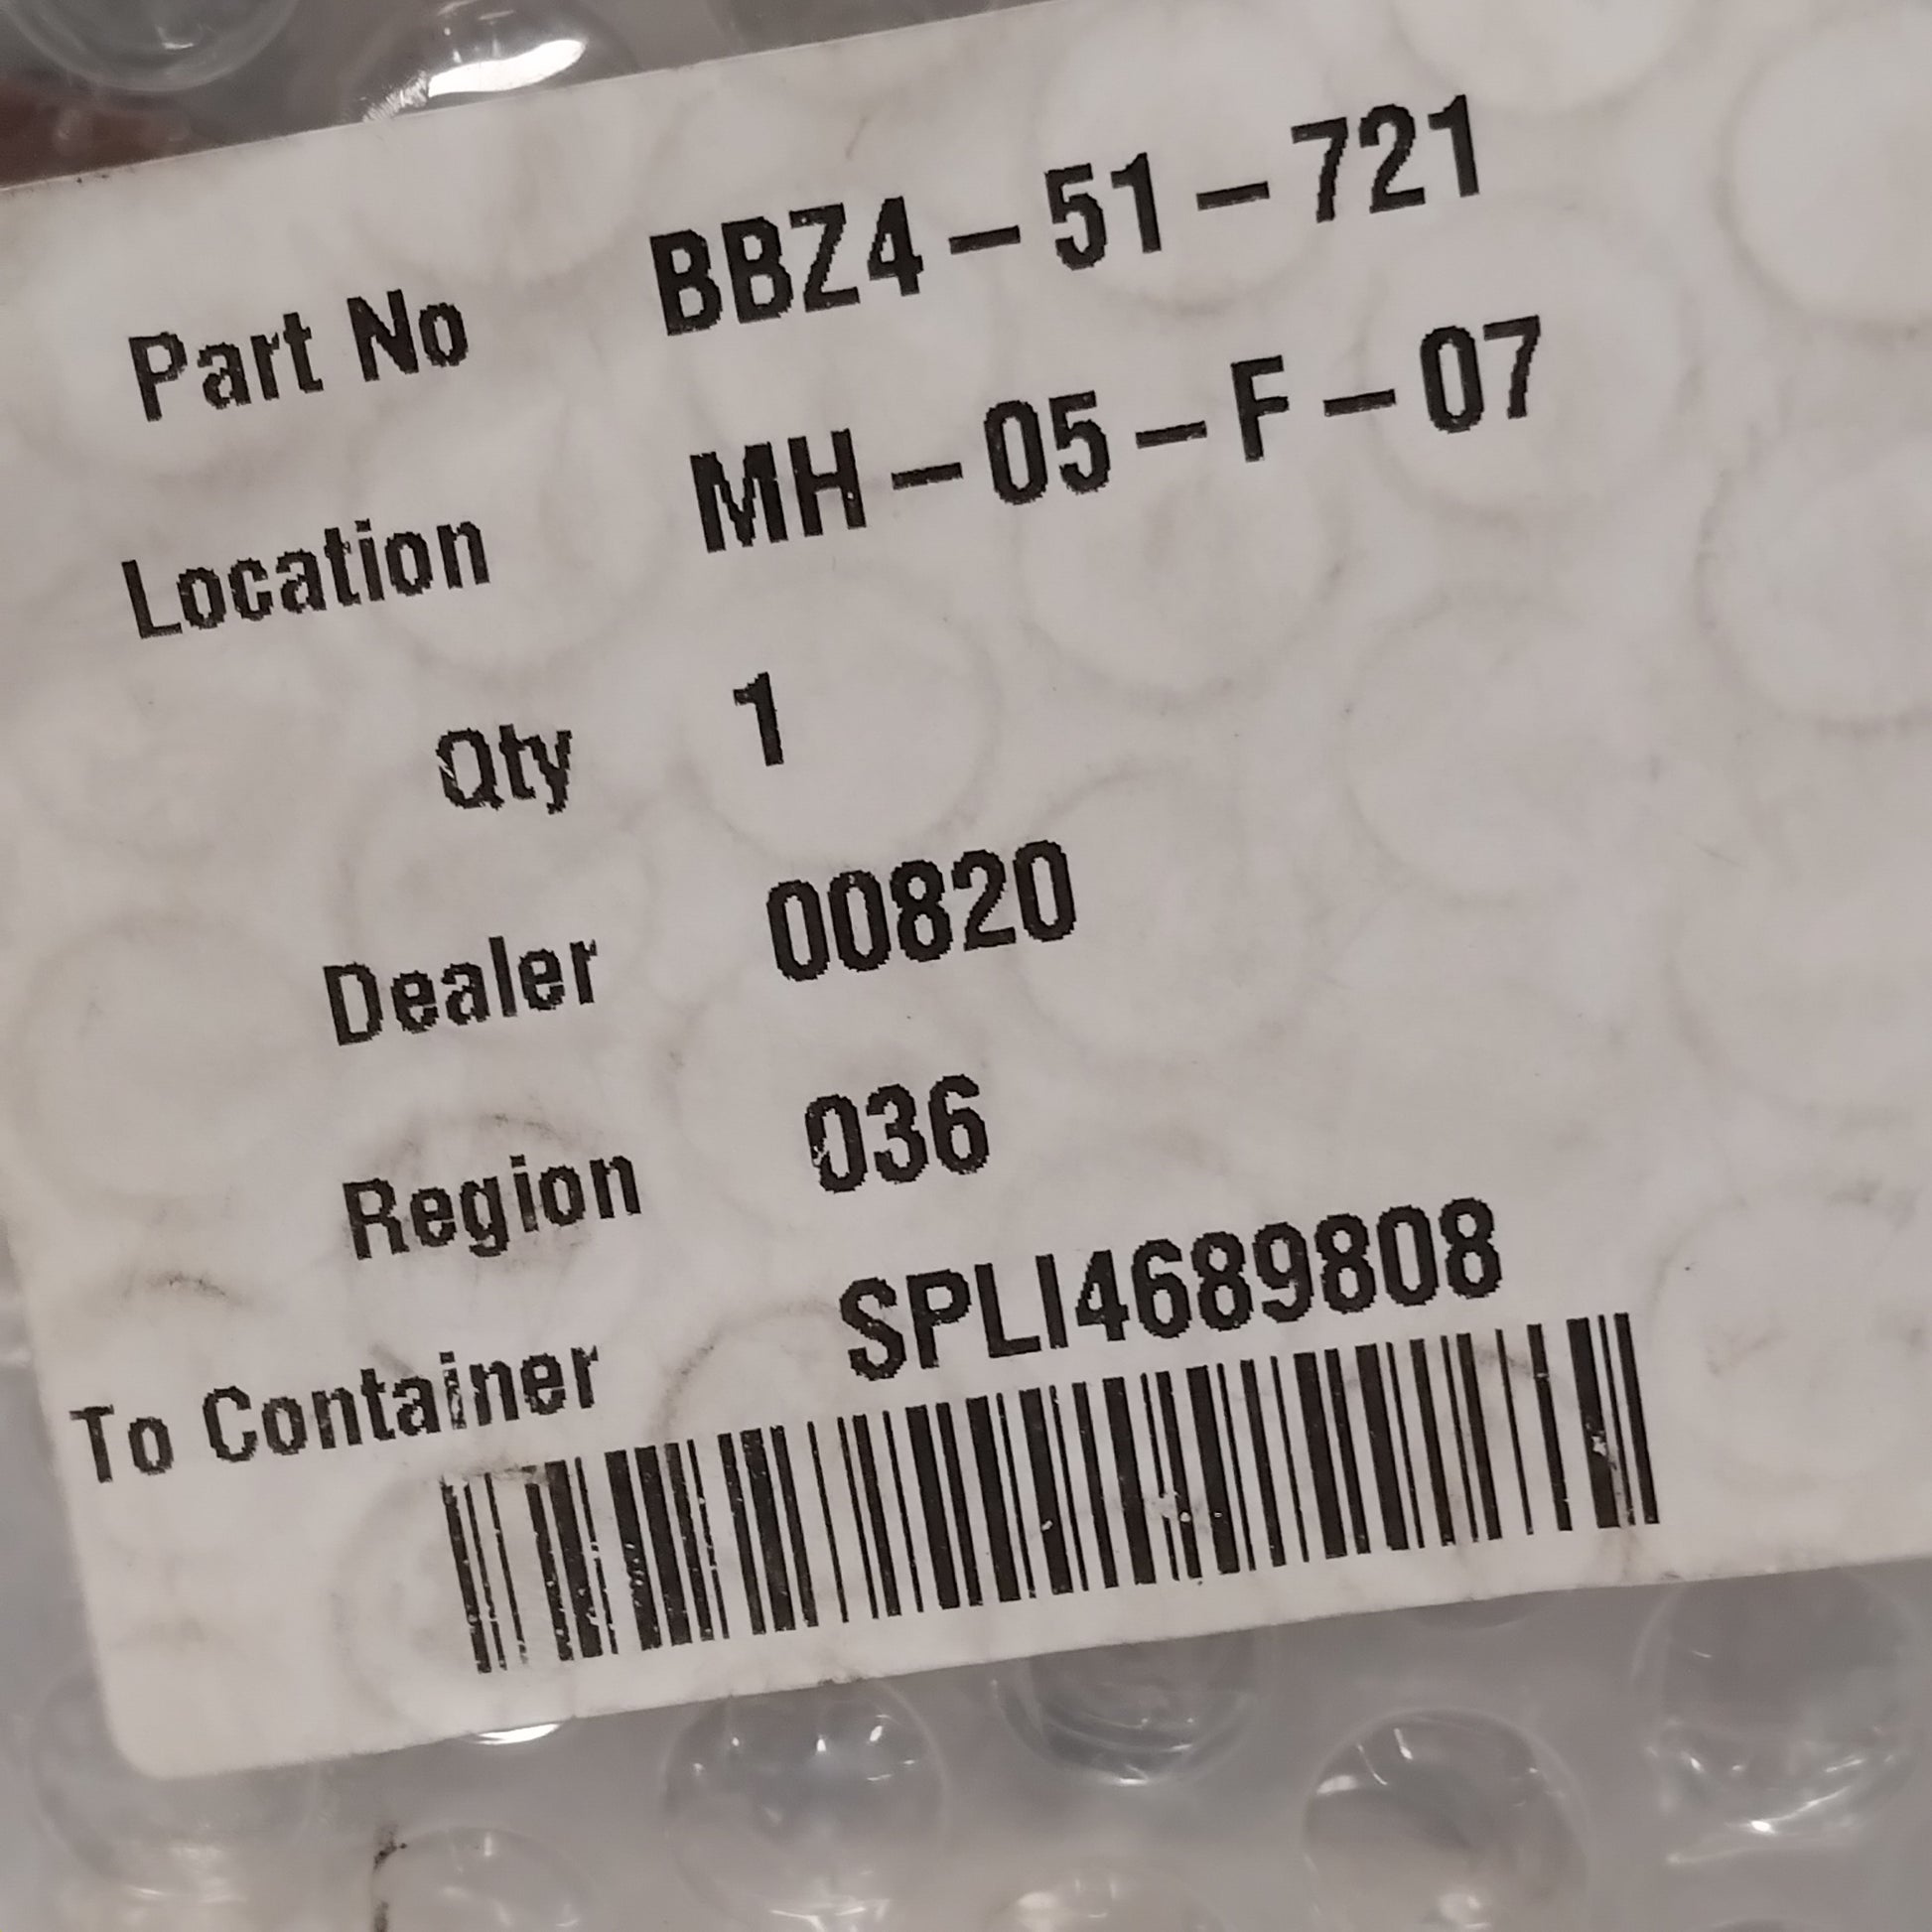 Part No BBZ4-51-721
Location MH-05-F-07
Qty 1
Dealer 00820
Region 036
To Container SPLI4689808